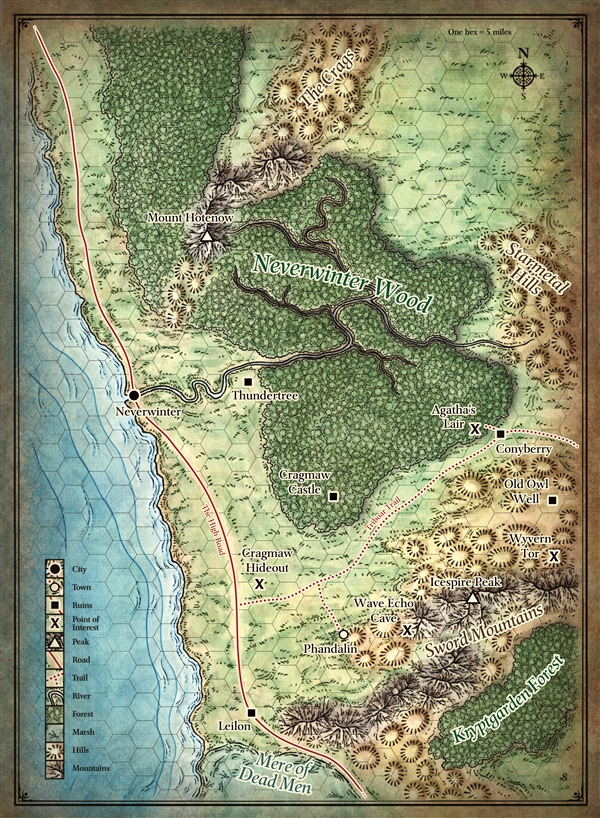 One hex = 5 miles
N
W
E
S
The Crags
Mount Hotenow
Neverwinter Wood
Starmetal
Hills
Thundertree
Neverwinter
Agatha's
Lair
X
Conyberry
Cragmaw
Castle
Old Owl
Well
The High Road
Triboar Trail
Wyvern
Tor
X
Cragmaw
Hideout
X
Icespire Peak
Wave Echo
Cave
X
Sword Mountains
Phandalin
Kryptgarden Forest
Leilon
Mere of
Dead Men
City
Town
Ruins
X
Point of
Interest
Peak
Road
Trail
River
Forest
Marsh
Hills
Mountains